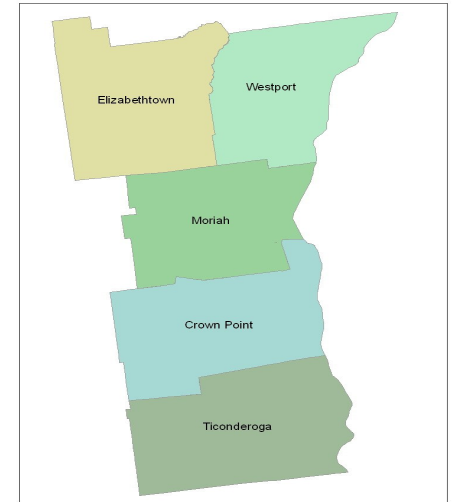 Elizabethtown
Westport
Moriah
Crown Point
Ticonderoga